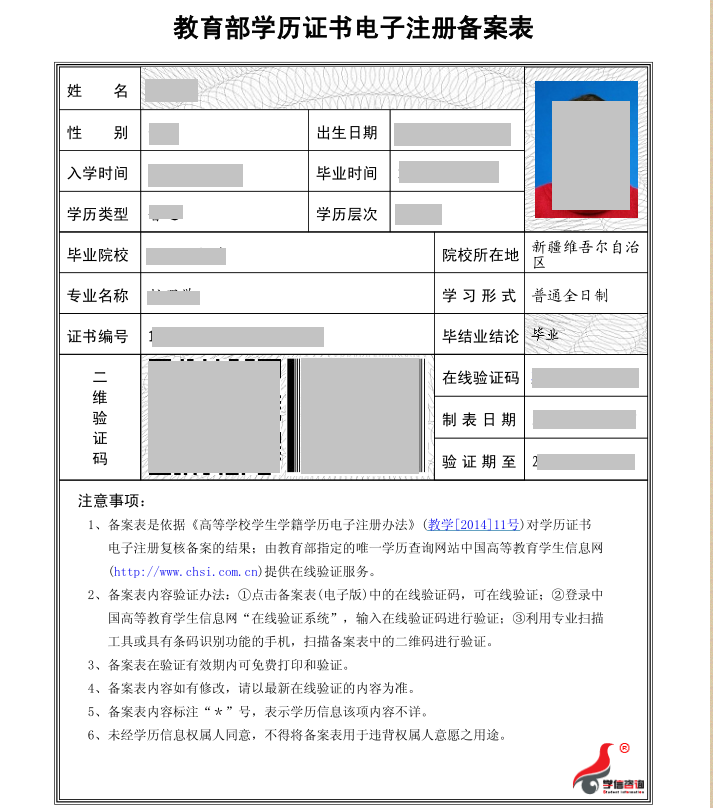 教育部学历证书电子注册备案表
姓 名
性 别 出生日期
入学时间 毕业时间
学历类型 学历层次
毕业院校 院校所在地 新疆维吾尔自治
区
专业名称 学习形式 普通全日制
证书编号 1 毕结业结论 毕业
二维验证码
在线验证码
制表日期
验证期至 2
注意事项：
1、备案表是依据《高等学校学生学籍学历电子注册办法》(教学[2014]11号)对学历证书
电子注册复核备案的结果；由教育部指定的唯一学历查询网站中国高等教育学生信息网
(http://www.chsi.com.cn)提供在线验证服务。
2、备案表内容验证办法：①点击备案表(电子版)中的在线验证码，可在线验证；②登录中
国高等教育学生信息网“在线验证系统”，输入在线验证码进行验证；③利用专业扫描
工具或具有条码识别功能的手机，扫描备案表中的二维码进行验证。
3、备案表在验证有效期内可免费打印和验证。
4、备案表内容如有修改，请以最新在线验证的内容为准。
5、备案表内容标注“＊”号，表示学历信息该项内容不详。
6、未经学历信息权属人同意，不得将备案表用于违背权属人意愿之用途。
®
学信咨询
Student information